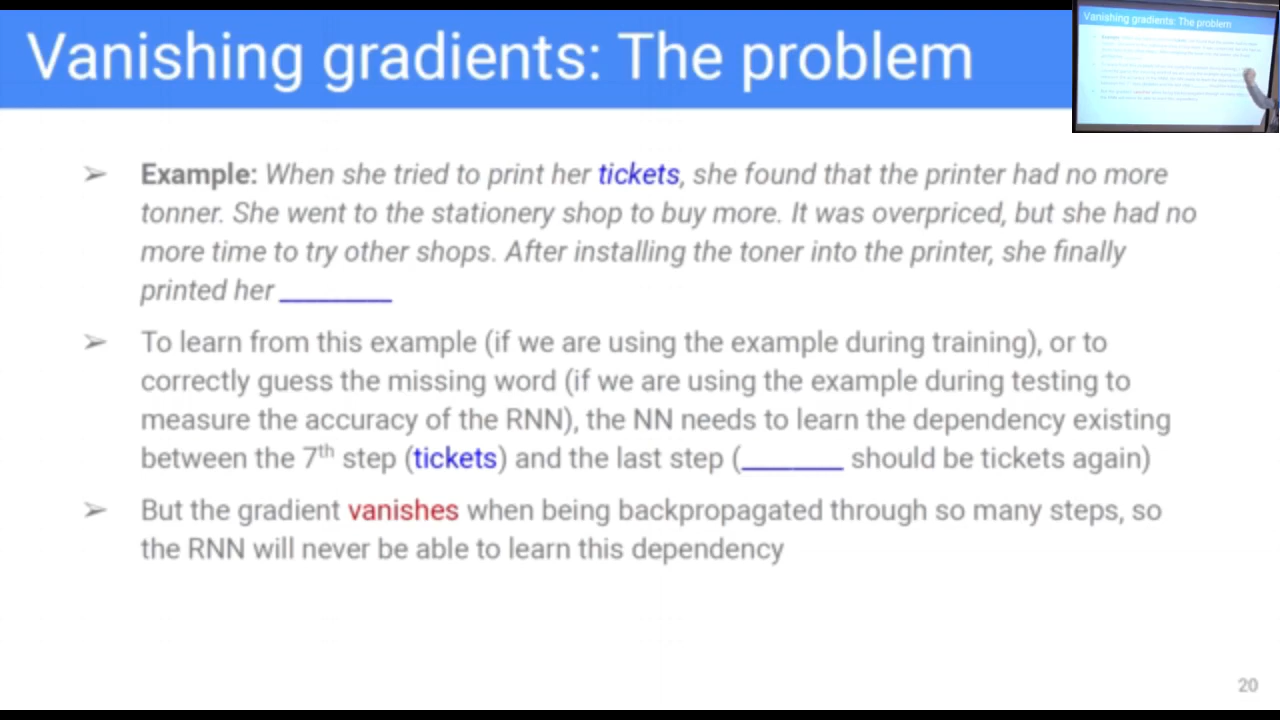 Vanishing gradients: The problem
Vanishing gradients: The problem
➢ Example: When she tried to print her tickets, she found that the printer had no more
tonner. She went to the stationery shop to buy more. It was overpriced, but she had no
more time to try other shops. After installing the toner into the printer, she finally
printed her ________
➢ To learn from this example (if we are using the example during training), or to
correctly guess the missing word (if we are using the example during testing to
measure the accuracy of the RNN), the NN needs to learn the dependency existing
between the 7th step (tickets) and the last step (_______ should be tickets again)
➢ But the gradient vanishes when being backpropagated through so many steps, so
the RNN will never be able to learn this dependency
20